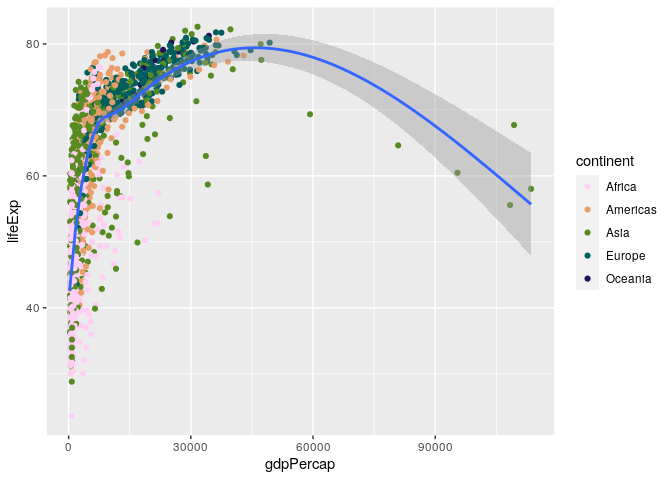 80
60
40
lifeExp
0
30000
60000
90000
gdpPercap
continent
Africa
Americas
Asia
Europe
Oceania